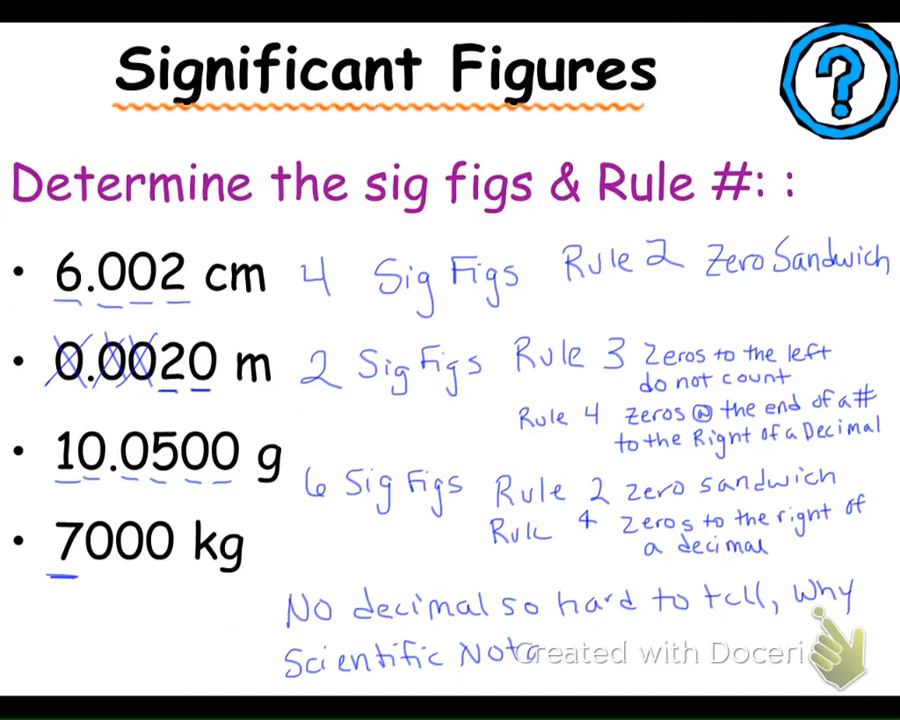 Significant Figures
?
Determine the sig figs & Rule #: :
• 6.002 cm 4 Sig Figs Rule 2 Zero Sandwich
• 0.0020 m 2 Sig Figs Rule 3 Zeros to the left
do not count
Rule 4 zeros @ the end of a #
to the Right of a Decimal
• 10.0500 g 6 Sig Figs Rule 2 zero sandwich
Rule 4 Zeros to the right of
a decimal
• 7000 kg
No decimal so hard to tell, Why
Scientific Nota
Created with Doceri